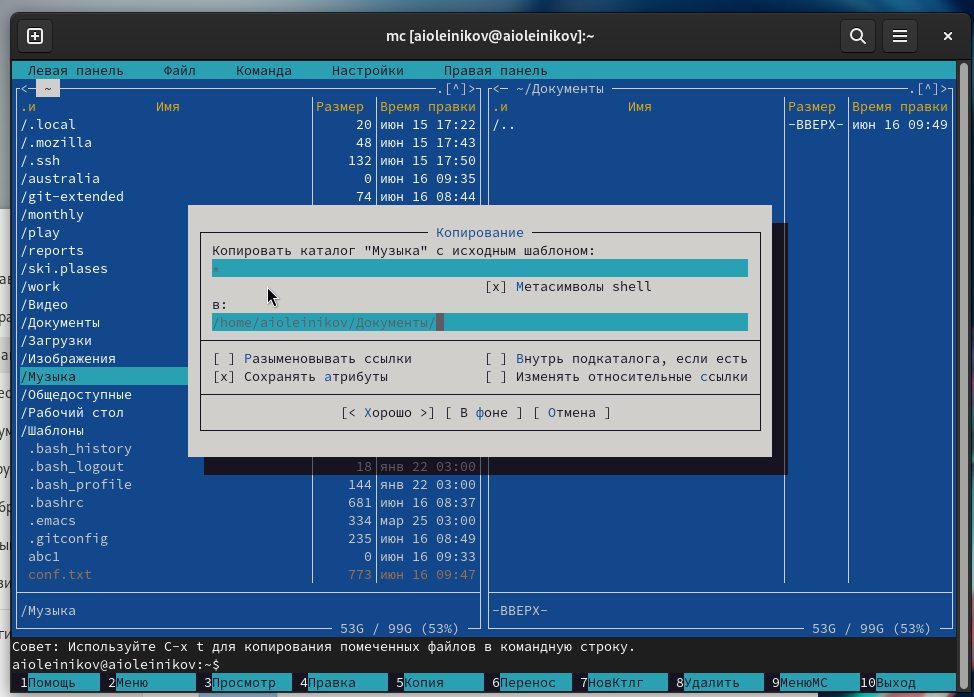 mc [aioleinikov@aioleinikov]:~
Левая панель Файл Команда Настройки Правая панель
<─ ~ .[^]> <─ ~/Документы .[^]>
.и Имя Размер Время правки .и Имя Размер Время правки
/.local 20 июн 15 17:22 /.. -ВВЕРХ- июн 16 09:49
/.mozilla 48 июн 15 17:43
/.ssh 132 июн 15 17:50
/australia 0 июн 16 09:35
/git-extended 74 июн 16 08:44
/monthly
/play
/reports
/ski.plases
/work
/Видео
/Документы
/Загрузки
/Изображения
/Музыка
/Общедоступные
/Рабочий стол
/Шаблоны
.bash_history
.bash_logout 18 янв 22 03:00
.bash_profile 144 янв 22 03:00
.bashrc 681 июн 16 08:37
.emacs 334 мар 25 03:00
.gitconfig 235 июн 16 08:49
abc1 0 июн 16 09:33
conf.txt 773 июн 16 09:47
Копирование
Копировать каталог "Музыка" с исходным шаблоном:
*
[x] Метасимволы shell
в:
/home/aioleinikov/Документы/
[ ] Разыменовывать ссылки [ ] Внутрь подкаталога, если есть
[x] Сохранять атрибуты [ ] Изменять относительные ссылки
[< Хорошо >] [ В фоне ] [ Отмена ]
/Музыка -ВВЕРХ-
53G / 99G (53%) 53G / 99G (53%)
Совет: Используйте C-x t для копирования помеченных файлов в командную строку.
aioleinikov@aioleinikov:~$
1Помощь 2Меню 3Просмотр 4Правка 5Копия 6Перенос 7НовКтлг 8Удалить 9МенюМС 10Выход